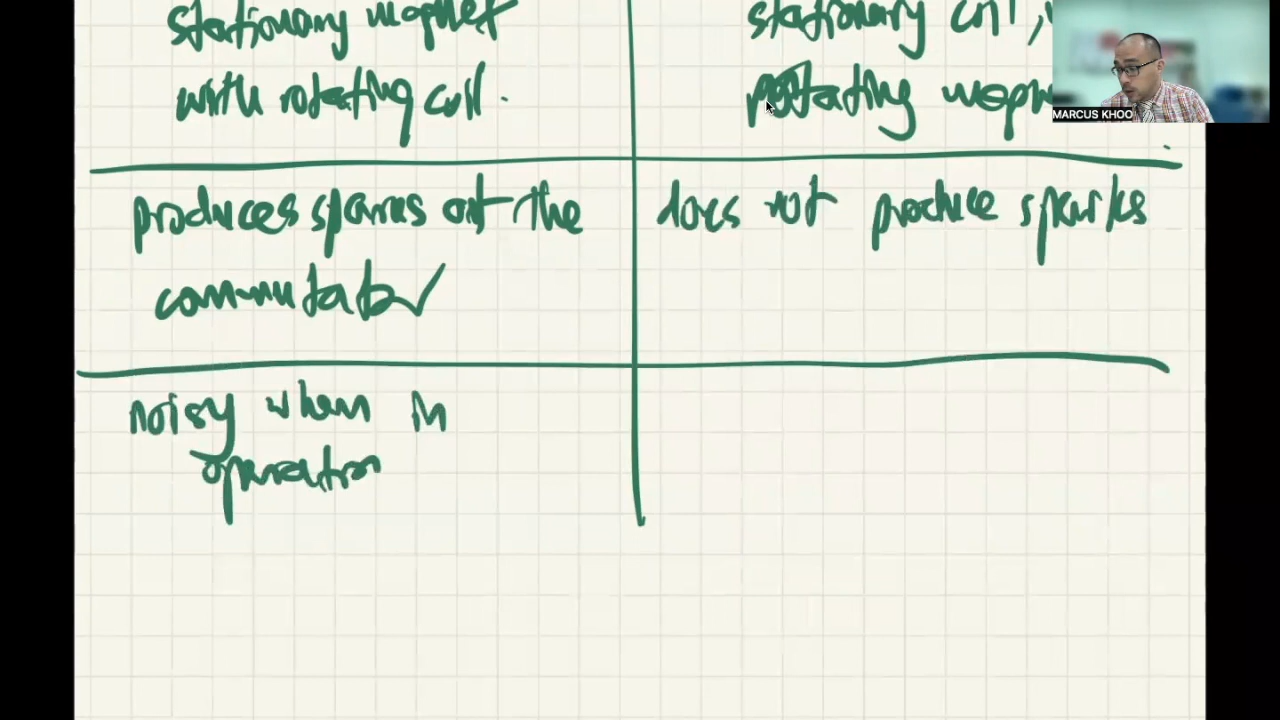 stationary magnet
with rotating coil.
stationary coil,
rotating
MARCUS KHOO
produces sparks at the
commutator
does not produce sparks
noisy when in
operation